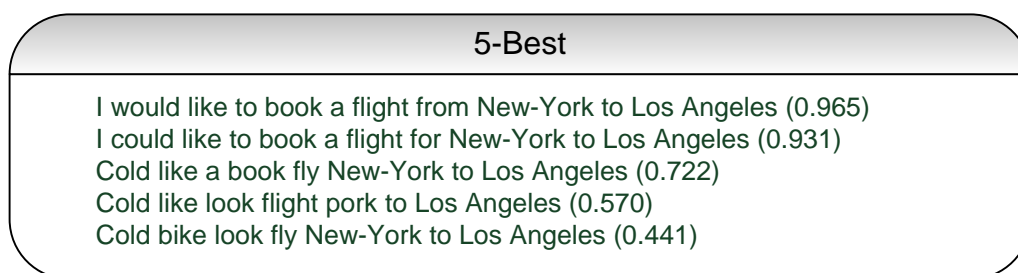 5-Best
I would like to book a flight from New-York to Los Angeles (0.965)
I could like to book a flight for New-York to Los Angeles (0.931)
Cold like a book fly New-York to Los Angeles (0.722)
Cold like look flight pork to Los Angeles (0.570)
Cold bike look fly New-York to Los Angeles (0.441)